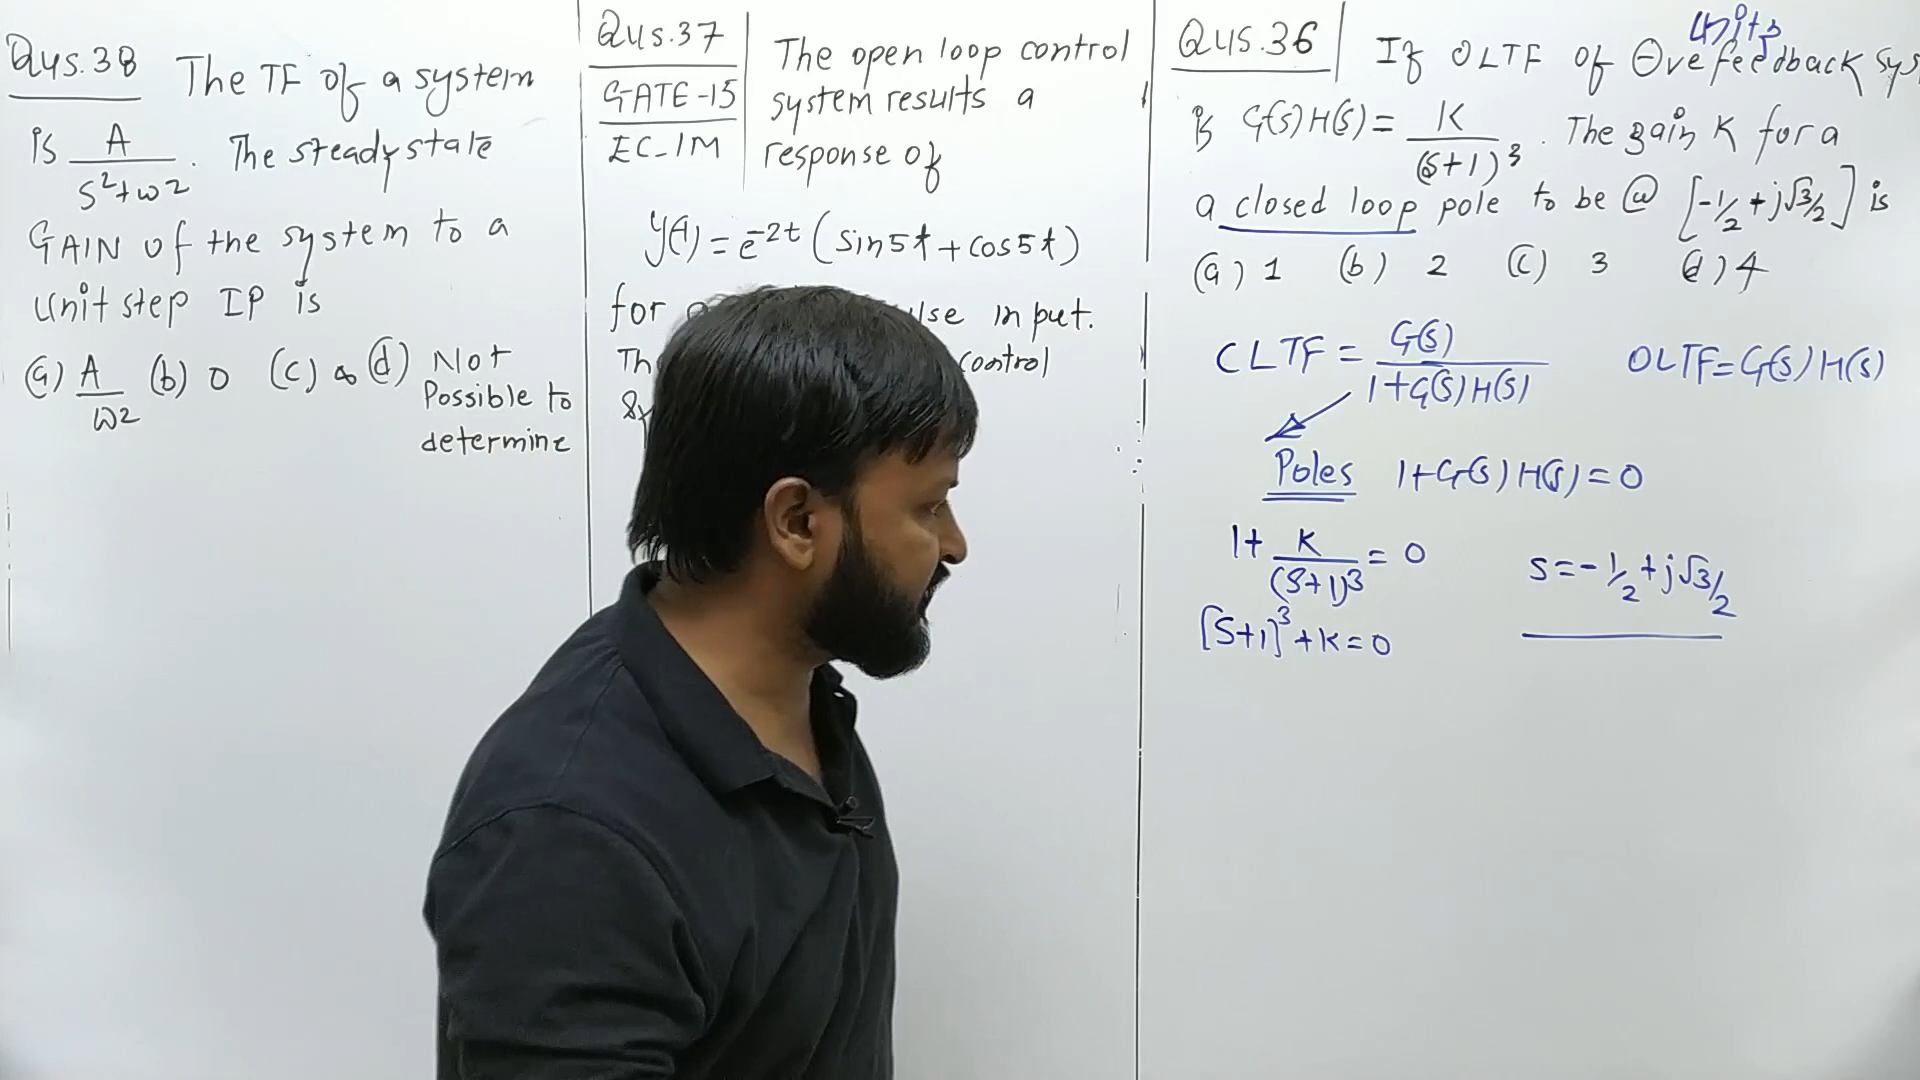 Qus.38 The TF of a system
is A/(s²+ω²). The steady state
GAIN of the system to a
unit step IP is
(a) A/ω² (b) 0 (c) ∞ (d) Not
Possible to
determine
Qus.37
GATE-15
EC-1M
The open loop control
system results a
response of
y(t) = e^-2t (sin5t + cos5t)
for input.
control
Qus.36 If OLTF of unity
⊖ve feedback sys
is G(s)H(s) = K/(s+1)³. The gain K for a
a closed loop pole to be @ [-1/2 + j√3/2] is
(a) 1 (b) 2 (c) 3 (d) 4
CLTF = G(s)/(1+G(s)H(s)) OLTF = G(s)H(s)
Poles 1+G(s)H(s) = 0
1 + K/(s+1)³ = 0 s = -1/2 + j√3/2
[s+1]³ + K = 0